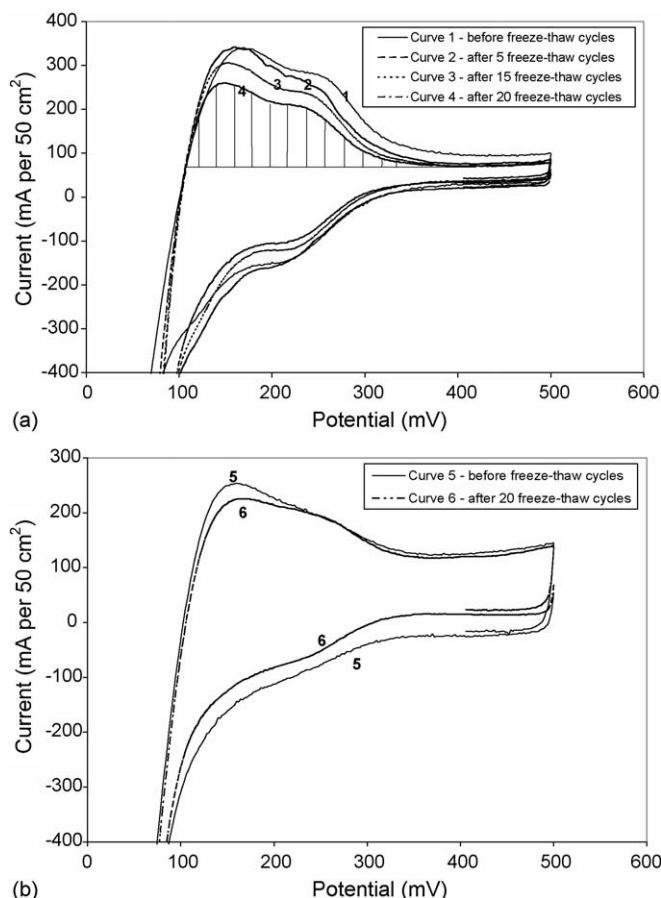 400
300
200
100
0
-100
-200
-300
-400
Current (mA per 50 cm²)
Curve 1 - before freeze-thaw cycles
Curve 2 - after 5 freeze-thaw cycles
Curve 3 - after 15 freeze-thaw cycles
Curve 4 - after 20 freeze-thaw cycles
4
3
2
1
0 100 200 300 400 500 600
(a)
Potential (mV)
300
200
100
0
-100
-200
-300
-400
Current (mA per 50 cm²)
Curve 5 - before freeze-thaw cycles
Curve 6 - after 20 freeze-thaw cycles
5
6
6
5
0 100 200 300 400 500 600
(b)
Potential (mV)